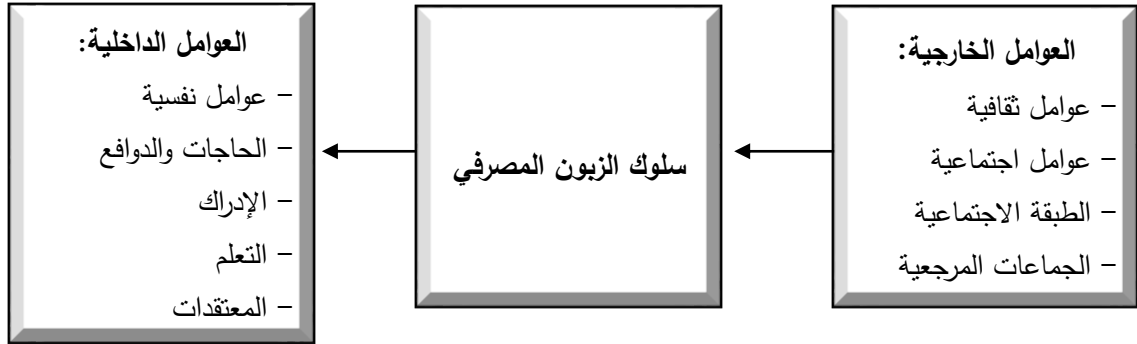 العوامل الخارجية:
- عوامل ثقافية
- عوامل اجتماعية
- الطبقة الاجتماعية
- الجماعات المرجعية
سلوك الزبون المصرفي
العوامل الداخلية:
- عوامل نفسية
- الحاجات والدوافع
- الإدراك
- التعلم
- المعتقدات